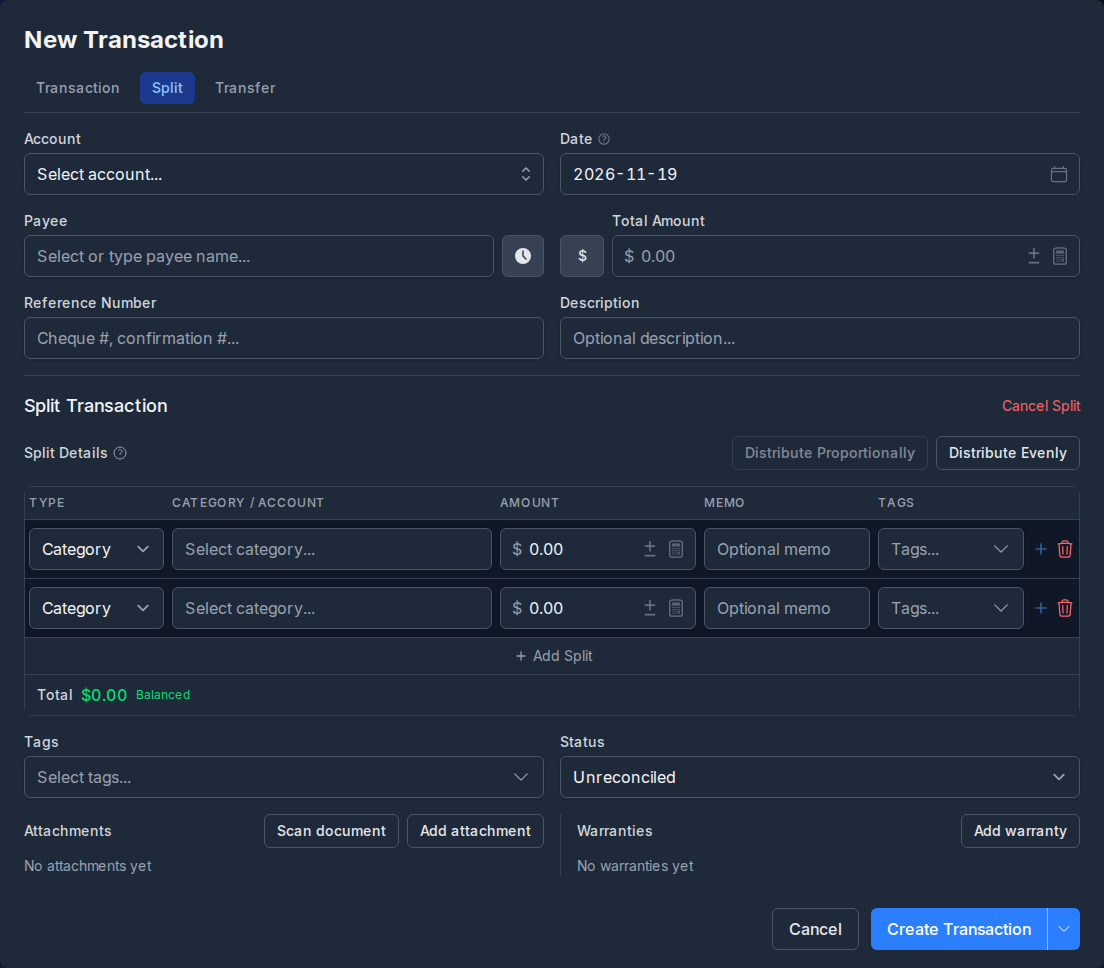 New Transaction
Transaction Split Transfer
Account Date
Select account... 2026-11-19
Payee Total Amount
Select or type payee name... $ $ 0.00
Reference Number Description
Cheque #, confirmation #... Optional description...
Split Transaction Cancel Split
Split Details Distribute Proportionally Distribute Evenly
TYPE CATEGORY / ACCOUNT AMOUNT MEMO TAGS
Category Select category... $ 0.00 Optional memo Tags...
Category Select category... $ 0.00 Optional memo Tags...
+ Add Split
Total $0.00 Balanced
Tags Status
Select tags... Unreconciled
Attachments Scan document Add attachment Warranties Add warranty
No attachments yet No warranties yet
Cancel Create Transaction